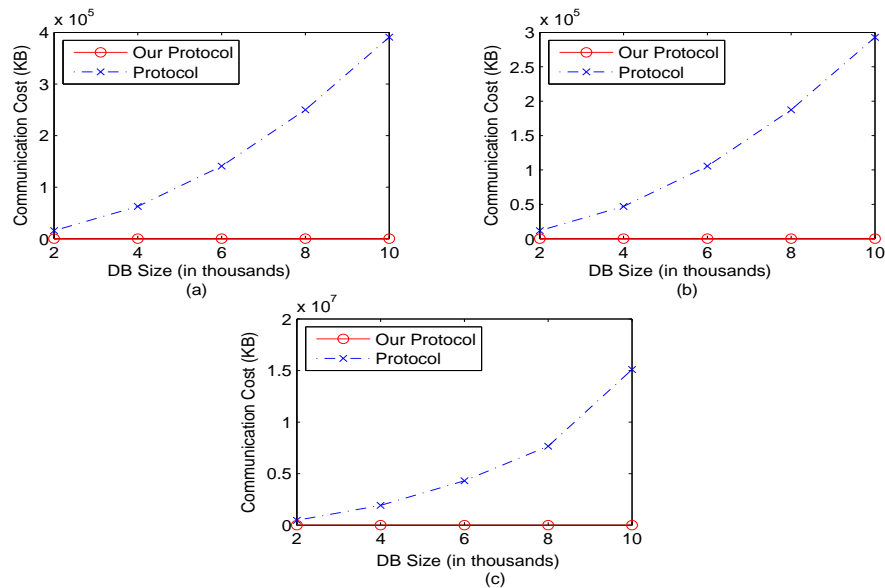 x 10^5
4
3
2
1
0
Communication Cost (KB)
Our Protocol
Protocol
2 4 6 8 10
DB Size (in thousands)
(a)
x 10^5
3
2.5
2
1.5
1
0.5
0
Communication Cost (KB)
Our Protocol
Protocol
2 4 6 8 10
DB Size (in thousands)
(b)
x 10^7
2
1.5
1
0.5
0
Communication Cost (KB)
Our Protocol
Protocol
2 4 6 8 10
DB Size (in thousands)
(c)